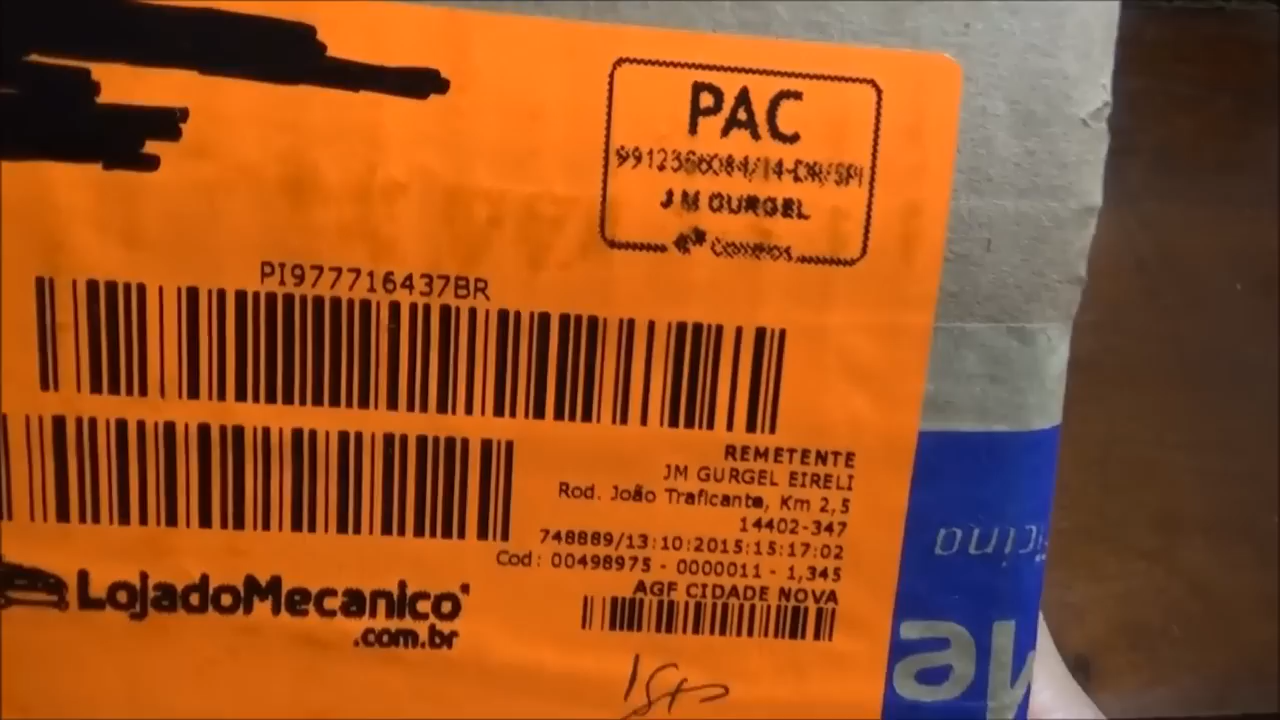 PAC
JM GURGEL
Correios
PI977716437BR
REMETENTE
JM GURGEL EIRELI
Rod. João Traficante, Km 2,5
14402-347
748889/13:10:2015:15:17:02
Cod: 00498975 - 0000011 - 1,345
AGF CIDADE NOVA
LojadoMecanico
.com.br